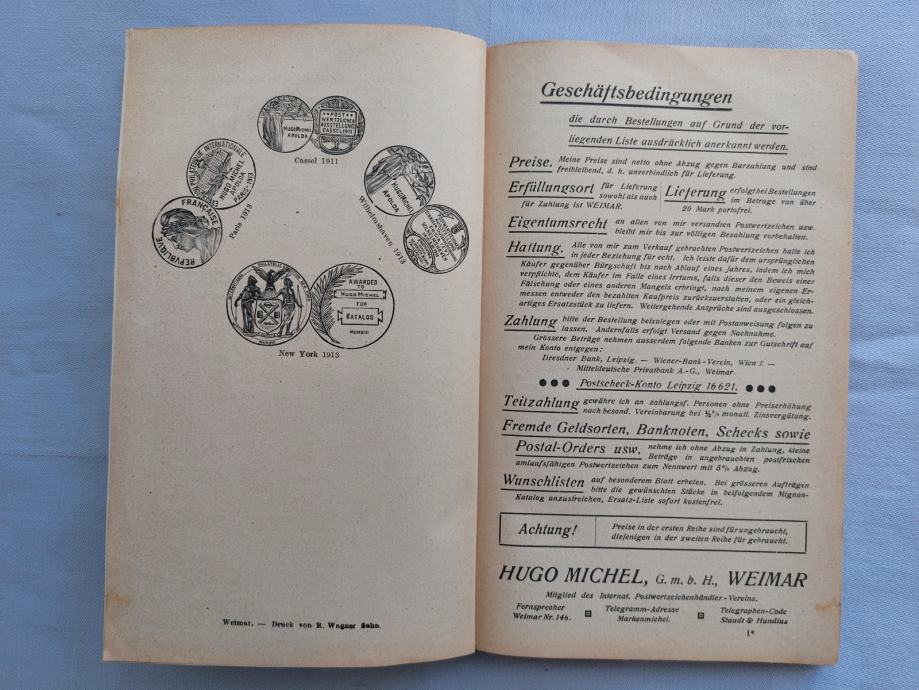 HUGO MICHEL
APOLDA
POST
WERTZEICHEN
AUSSTELLUNG
CASSEL 1911
Cassel 1911
PHILATELIE INTERNATIONALE
HUGO MICHEL
APOLDA
PARIS-1913
REPVBLIQVE FRANÇAISE
Paris 1913
HUGO MICHEL
APOLDA
Wilhelmshaven 1913
AWARDED
TO
HUGO MICHEL
FOR
KATALOG
MCMXIII
New York 1913
Weimar. — Druck von R. Wagner Sohn.
Geschäftsbedingungen
die durch Bestellungen auf Grund der vor-
liegenden Liste ausdrücklich anerkannt werden.
Preise. Meine Preise sind netto ohne Abzug gegen Barzahlung und sind
freibleibend, d. h. unverbindlich für Lieferung.
Erfüllungsort für Lieferung
sowohl als auch
für Zahlung ist WEIMAR.
Lieferung erfolgt bei Bestellungen
im Betrage von über
20 Mark portofrei.
Eigentumsrecht an allen von mir versandten Postwertzeichen usw.
bleibt mir bis zur völligen Bezahlung vorbehalten.
Haftung. Alle von mir zum Verkauf gebrachten Postwertzeichen halte ich
in jeder Beziehung für echt. Ich leiste dafür dem ursprünglichen
Käufer gegenüber Bürgschaft bis nach Ablauf eines Jahres, indem ich mich
verpflichte, dem Käufer im Falle eines Irrtums, falls dieser den Beweis einer
Fälschung oder eines anderen Mangels erbringt, nach meinem eigenen Er-
messen entweder den bezahlten Kaufpreis zurückzuerstatten, oder ein gleich-
artiges Ersatzstück zu liefern. Weitergehende Ansprüche sind ausgeschlossen.
Zahlung bitte der Bestellung beizulegen oder mit Postanweisung folgen zu
lassen. Andernfalls erfolgt Versand gegen Nachnahme.
Grössere Beträge nehmen ausserdem folgende Banken zur Gutschrift auf
mein Konto entgegen:
Dresdner Bank, Leipzig. — Wiener-Bank-Verein, Wien I. —
Mitteldeutsche Privatbank A.-G., Weimar.
Postscheck-Konto Leipzig 16621.
Teilzahlung gewähre ich an zahlungsf. Personen ohne Preiserhöhung
nach besond. Vereinbarung bei ½% monatl. Zinsvergütung.
Fremde Geldsorten, Banknoten, Schecks sowie
Postal-Orders usw. nehme ich ohne Abzug in Zahlung, kleine
Beträge in ungebrauchten postfrischen
umlaufsfähigen Postwertzeichen zum Nennwert mit 5% Abzug.
Wunschlisten auf besonderem Blatt erbeten. Bei grösseren Aufträgen
bitte die gewünschten Stücke in beifolgendem Mignon-
Katalog anzustreichen, Ersatz-Liste sofort kostenfrei.
Achtung!
Preise in der ersten Reihe sind für ungebraucht,
diejenigen in der zweiten Reihe für gebraucht.
HUGO MICHEL, G. m. b. H., WEIMAR
Mitglied des Internat. Postwertzeichenhändler-Vereins.
Fernsprecher
Weimar Nr. 146.
Telegramm-Adresse
Markenmichel.
Telegraphen-Code
Staudt & Hundius
1*